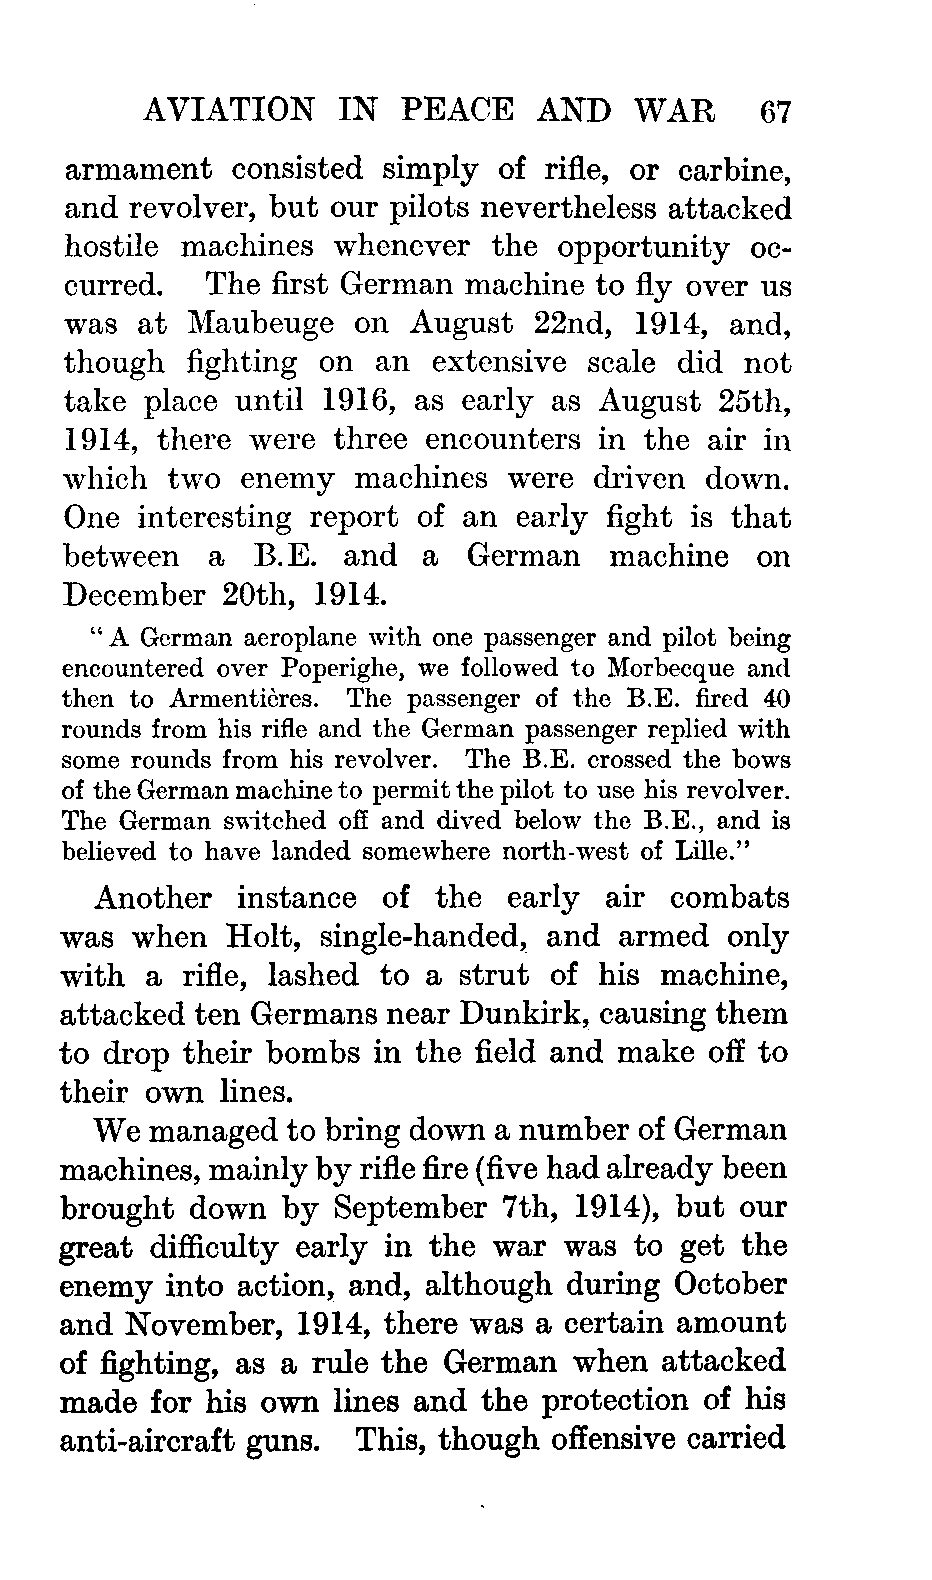 AVIATION IN PEACE AND WAR 67
armament consisted simply of rifle, or carbine,
and revolver, but our pilots nevertheless attacked
hostile machines whenever the opportunity oc-
curred. The first German machine to fly over us
was at Maubeuge on August 22nd, 1914, and,
though fighting on an extensive scale did not
take place until 1916, as early as August 25th,
1914, there were three encounters in the air in
which two enemy machines were driven down.
One interesting report of an early fight is that
between a B.E. and a German machine on
December 20th, 1914.
“A German aeroplane with one passenger and pilot being
encountered over Poperighe, we followed to Morbecque and
then to Armentières. The passenger of the B.E. fired 40
rounds from his rifle and the German passenger replied with
some rounds from his revolver. The B.E. crossed the bows
of the German machine to permit the pilot to use his revolver.
The German switched off and dived below the B.E., and is
believed to have landed somewhere north-west of Lille.”
Another instance of the early air combats
was when Holt, single-handed, and armed only
with a rifle, lashed to a strut of his machine,
attacked ten Germans near Dunkirk, causing them
to drop their bombs in the field and make off to
their own lines.
We managed to bring down a number of German
machines, mainly by rifle fire (five had already been
brought down by September 7th, 1914), but our
great difficulty early in the war was to get the
enemy into action, and, although during October
and November, 1914, there was a certain amount
of fighting, as a rule the German when attacked
made for his own lines and the protection of his
anti-aircraft guns. This, though offensive carried